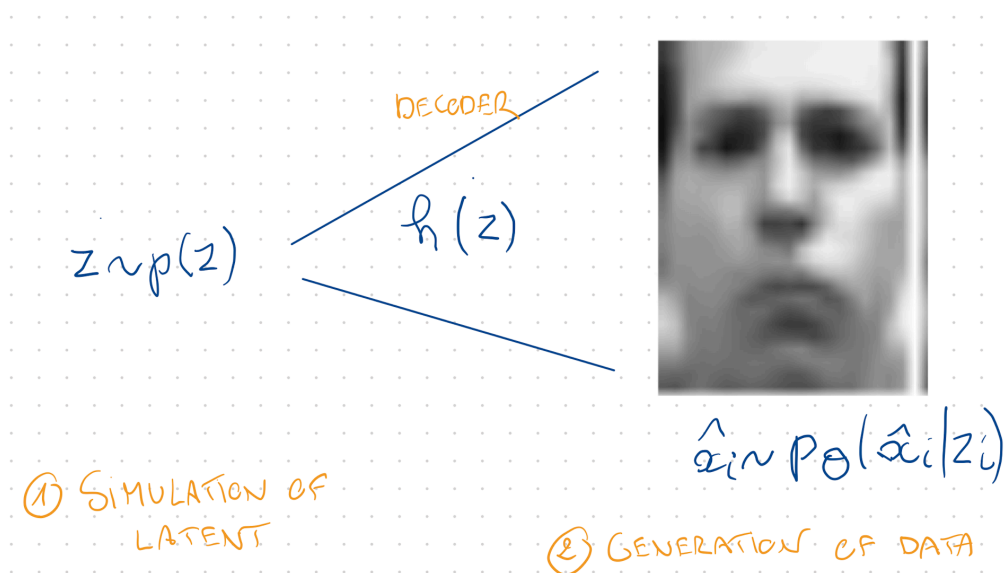 DECODER
h(z)
z~p(z)
x̂i~pθ(x̂i|zi)
① SIMULATION OF
LATENT
② GENERATION OF DATA